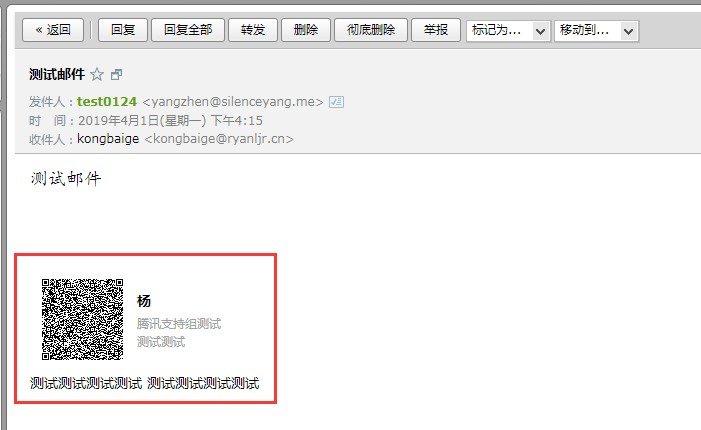 « 返回 回复 回复全部 转发 删除 彻底删除 举报 标记为... 移动到...
测试邮件
发件人：test0124 <yangzhen@silenceyang.me>
时 间：2019年4月1日(星期一) 下午4:15
收件人：kongbaige <kongbaige@ryanljr.cn>
测试邮件
杨
腾讯支持组测试
测试测试
测试测试测试测试 测试测试测试测试